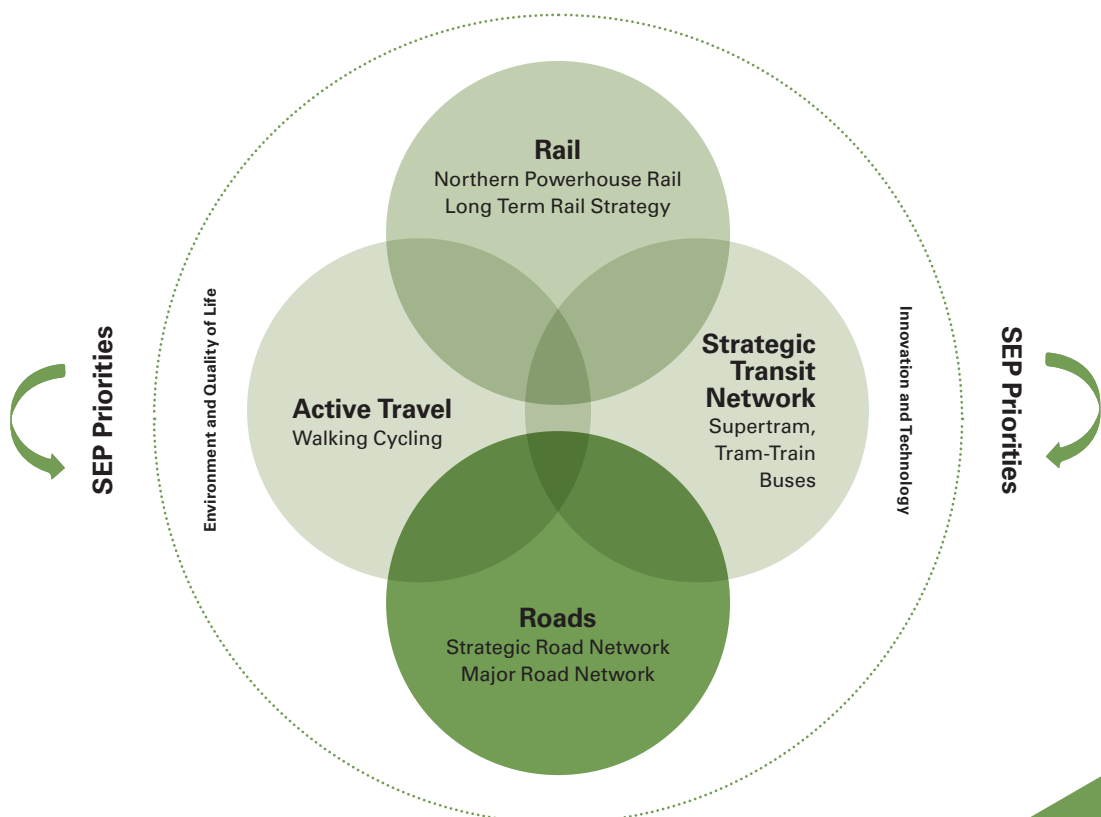 Rail
Northern Powerhouse Rail
Long Term Rail Strategy
SEP Priorities
Environment and Quality of Life
Active Travel
Walking Cycling
Strategic
Transit
Network
Supertram,
Tram-Train
Buses
Innovation and Technology
SEP Priorities
Roads
Strategic Road Network
Major Road Network